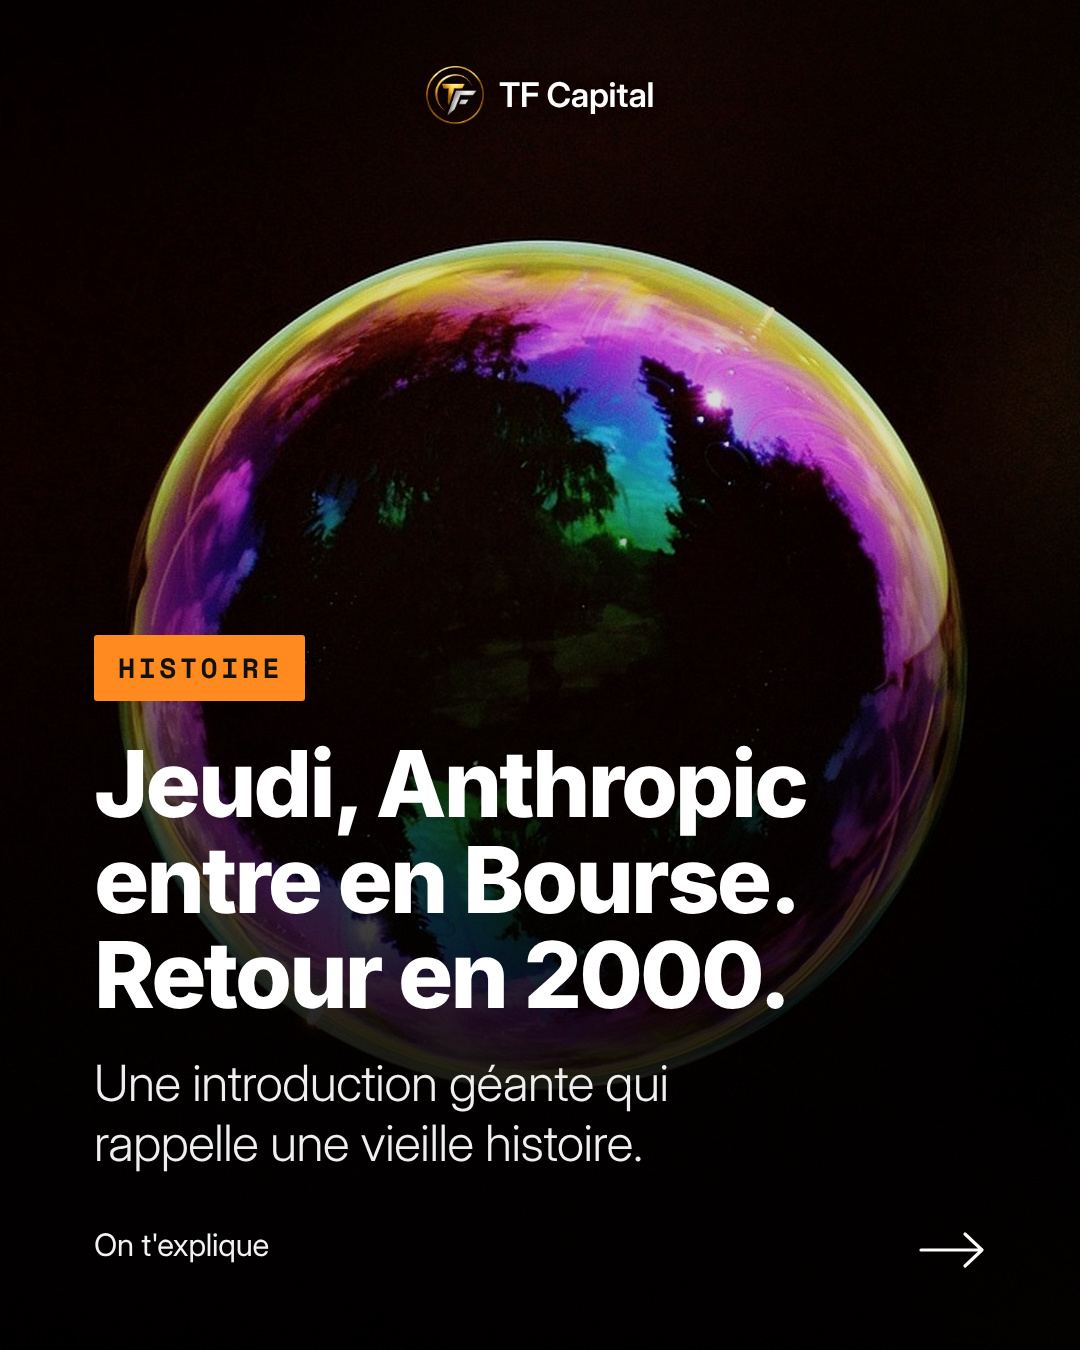 TF Capital
HISTOIRE
Jeudi, Anthropic
entre en Bourse.
Retour en 2000.
Une introduction géante qui
rappelle une vieille histoire.
On t'explique